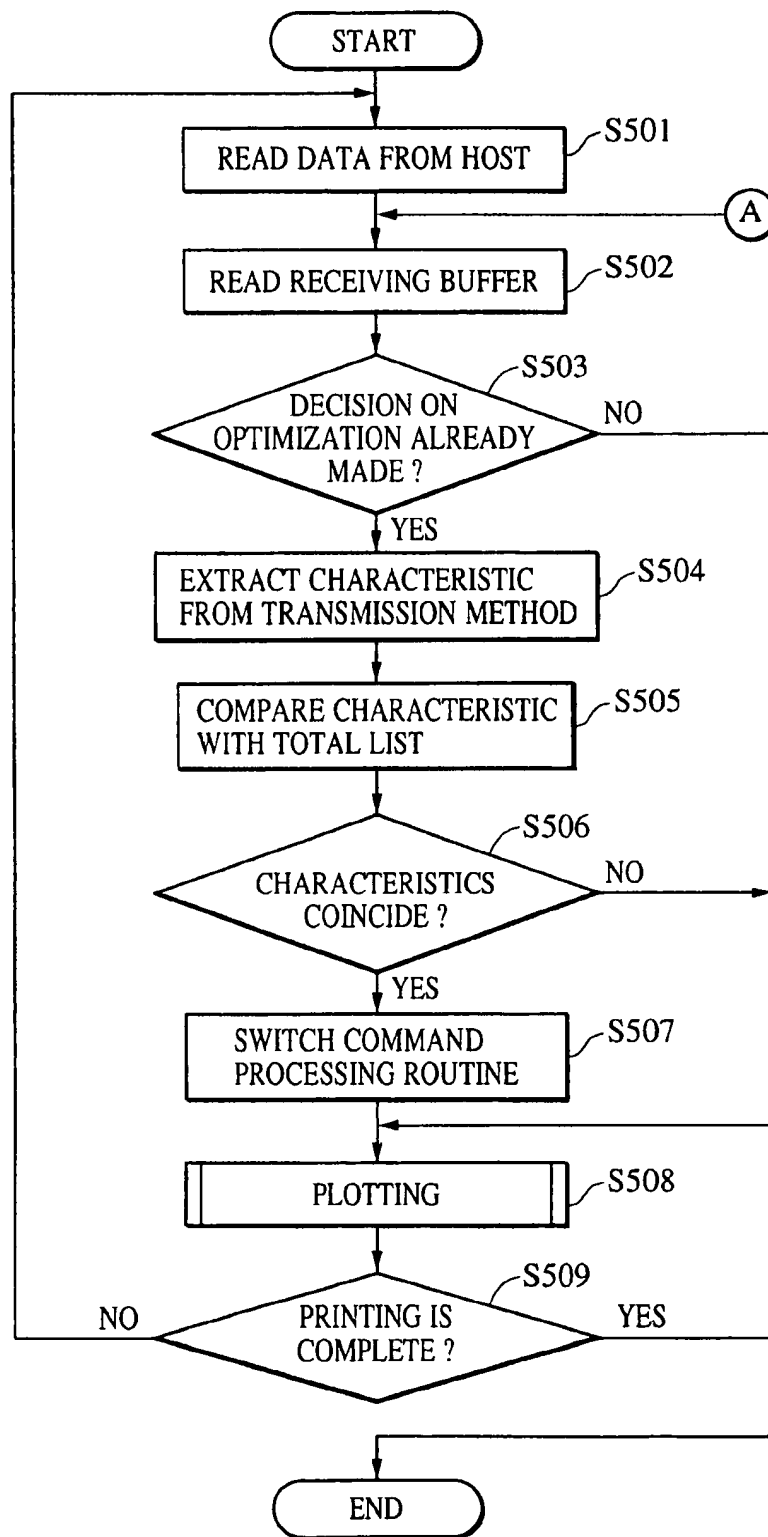 START
READ DATA FROM HOST
S501
A
READ RECEIVING BUFFER
S502
S503
DECISION ON
OPTIMIZATION ALREADY
MADE ?
NO
YES
EXTRACT CHARACTERISTIC
FROM TRANSMISSION METHOD
S504
COMPARE CHARACTERISTIC
WITH TOTAL LIST
S505
S506
CHARACTERISTICS
COINCIDE ?
NO
YES
SWITCH COMMAND
PROCESSING ROUTINE
S507
PLOTTING
S508
S509
NO
PRINTING IS
COMPLETE ?
YES
END